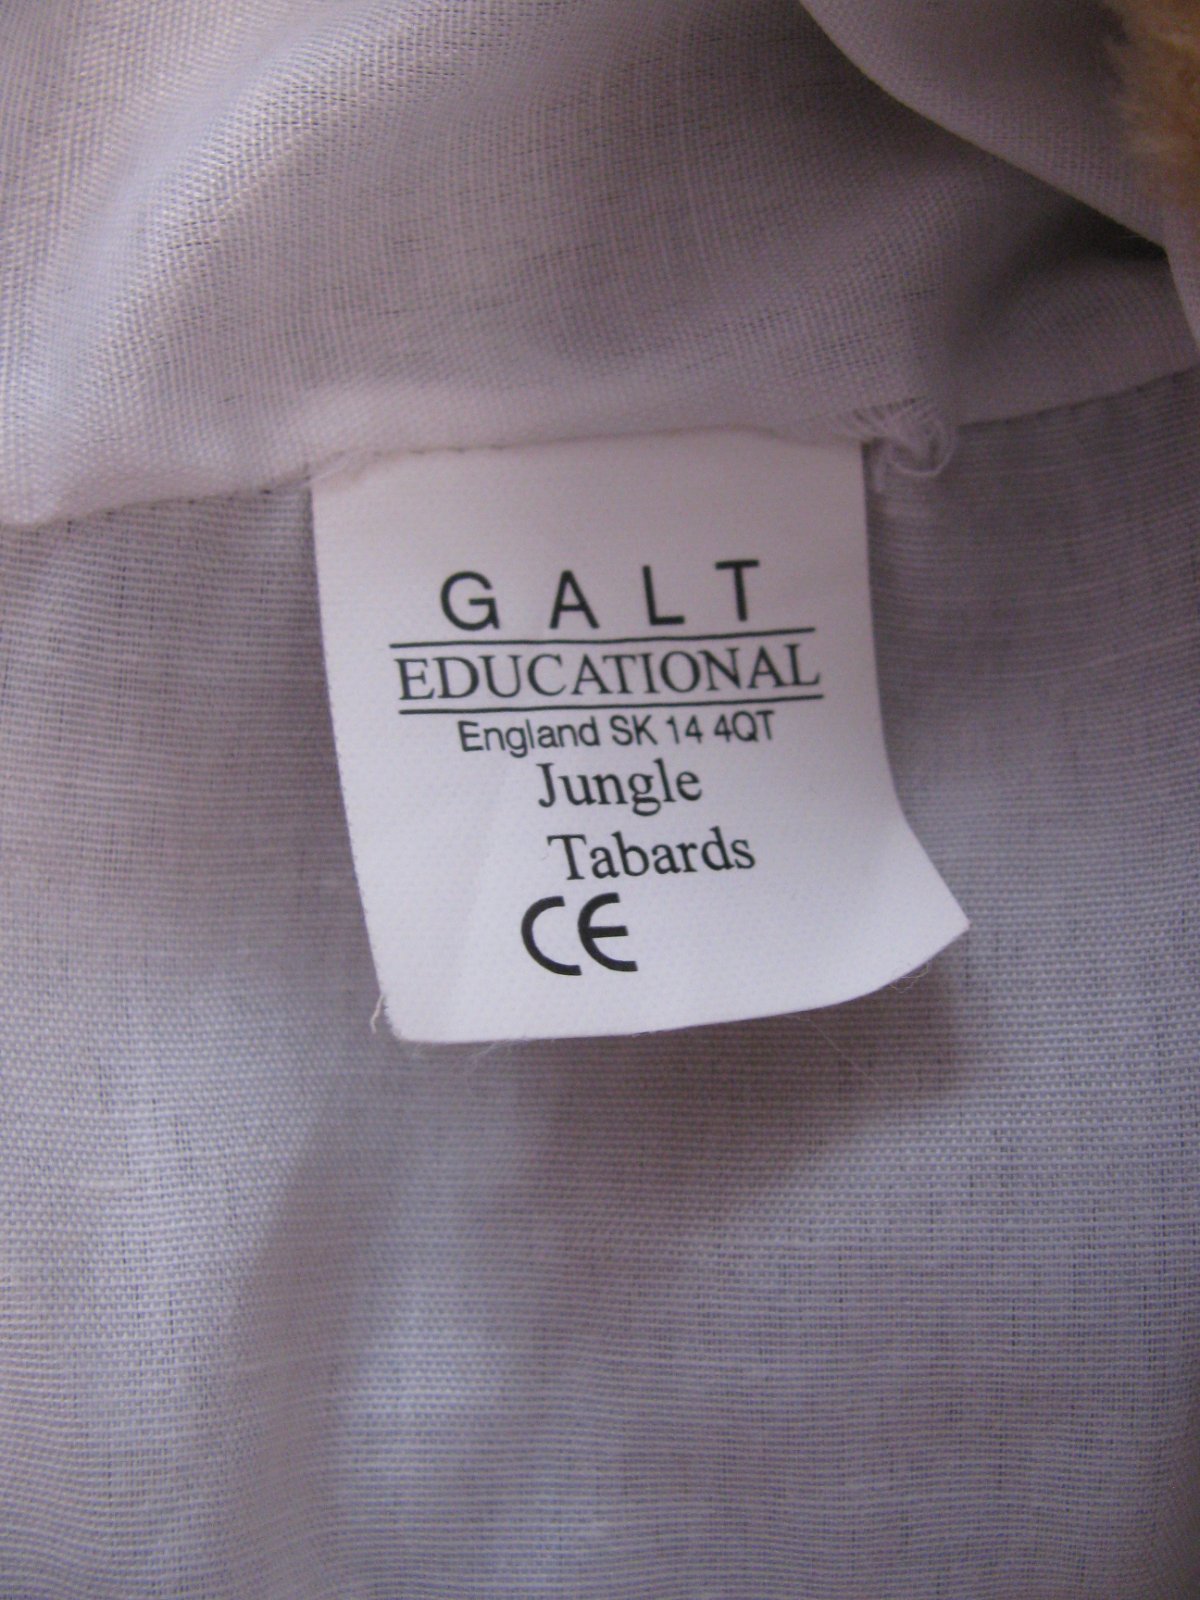 GALT
EDUCATIONAL
England SK 14 4QT
Jungle
Tabards
CE